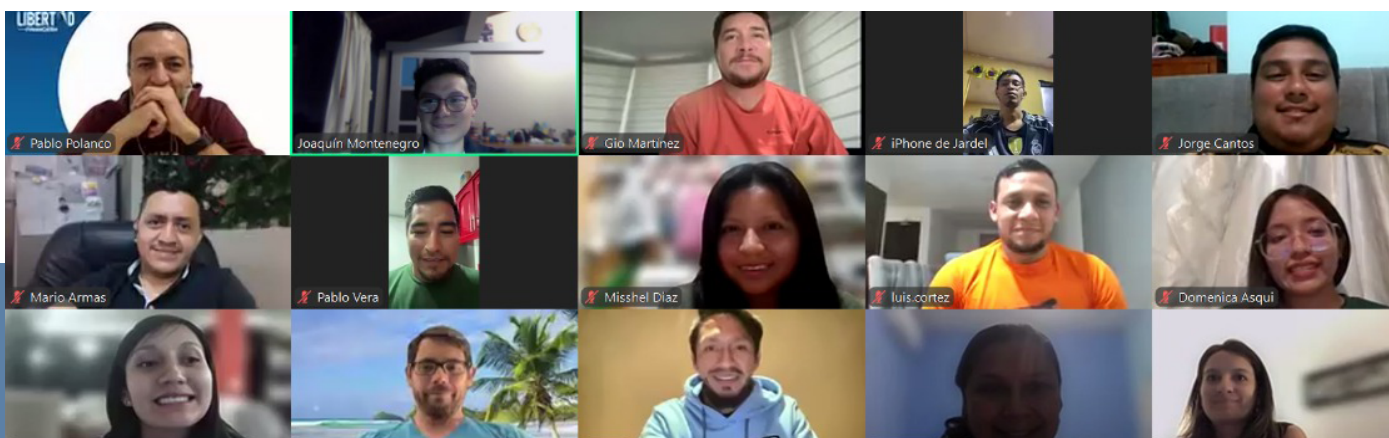 LIBERTAD
FINANCIERA
Pablo Polanco
Joaquín Montenegro
Gio Martínez
iPhone de Jardel
Jorge Cantos
Mario Armas
Pablo Vera
Misshel Diaz
luis.cortez
Domenica Asqui